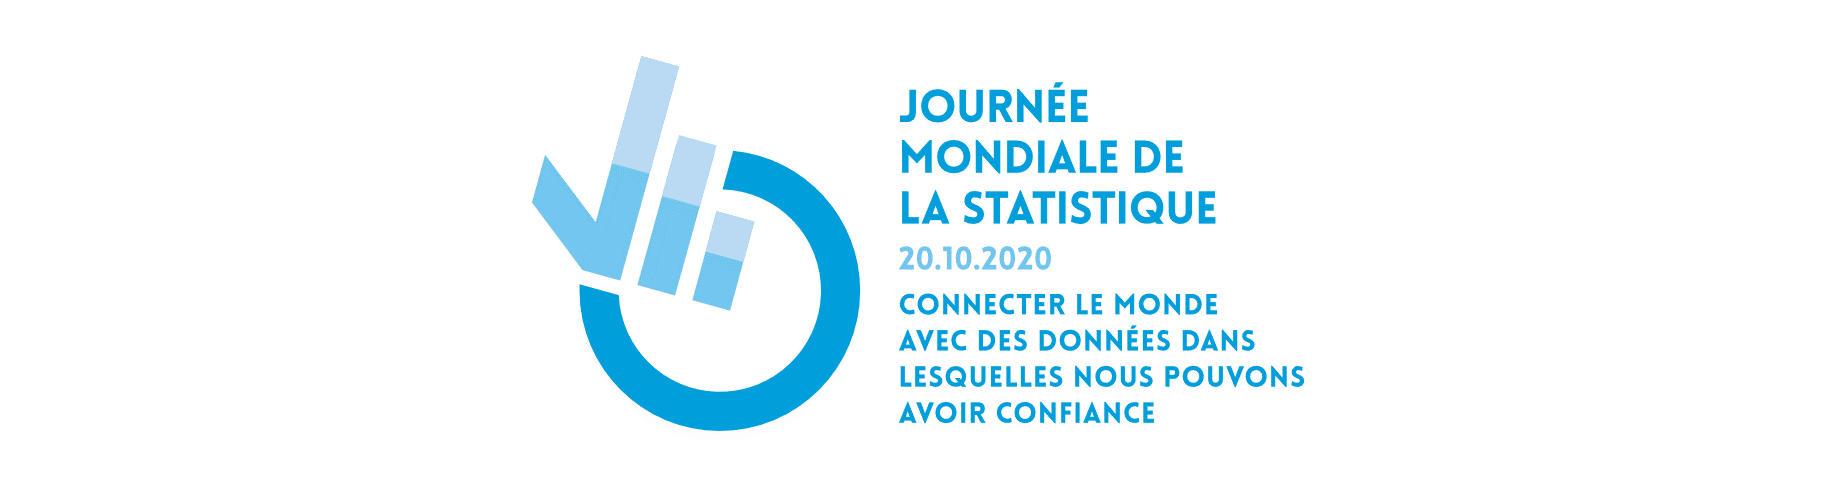 JOURNÉE
MONDIALE DE
LA STATISTIQUE
20.10.2020
CONNECTER LE MONDE
AVEC DES DONNÉES DANS
LESQUELLES NOUS POUVONS
AVOIR CONFIANCE